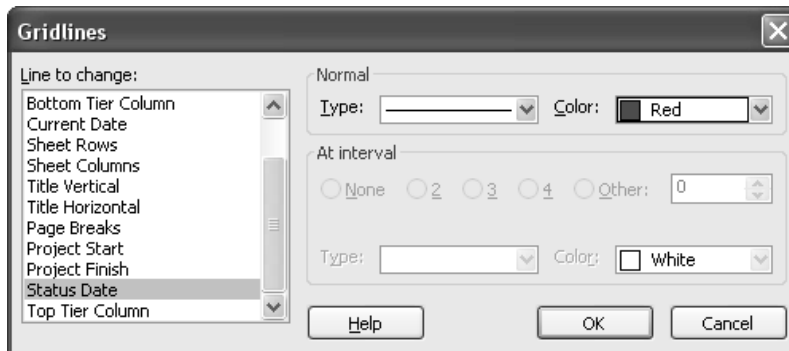 Gridlines
Line to change:
Bottom Tier Column
Current Date
Sheet Rows
Sheet Columns
Title Vertical
Title Horizontal
Page Breaks
Project Start
Project Finish
Status Date
Top Tier Column
Normal
Type: Color: Red
At interval
None 2 3 4 Other: 0
Type: Color: White
Help OK Cancel